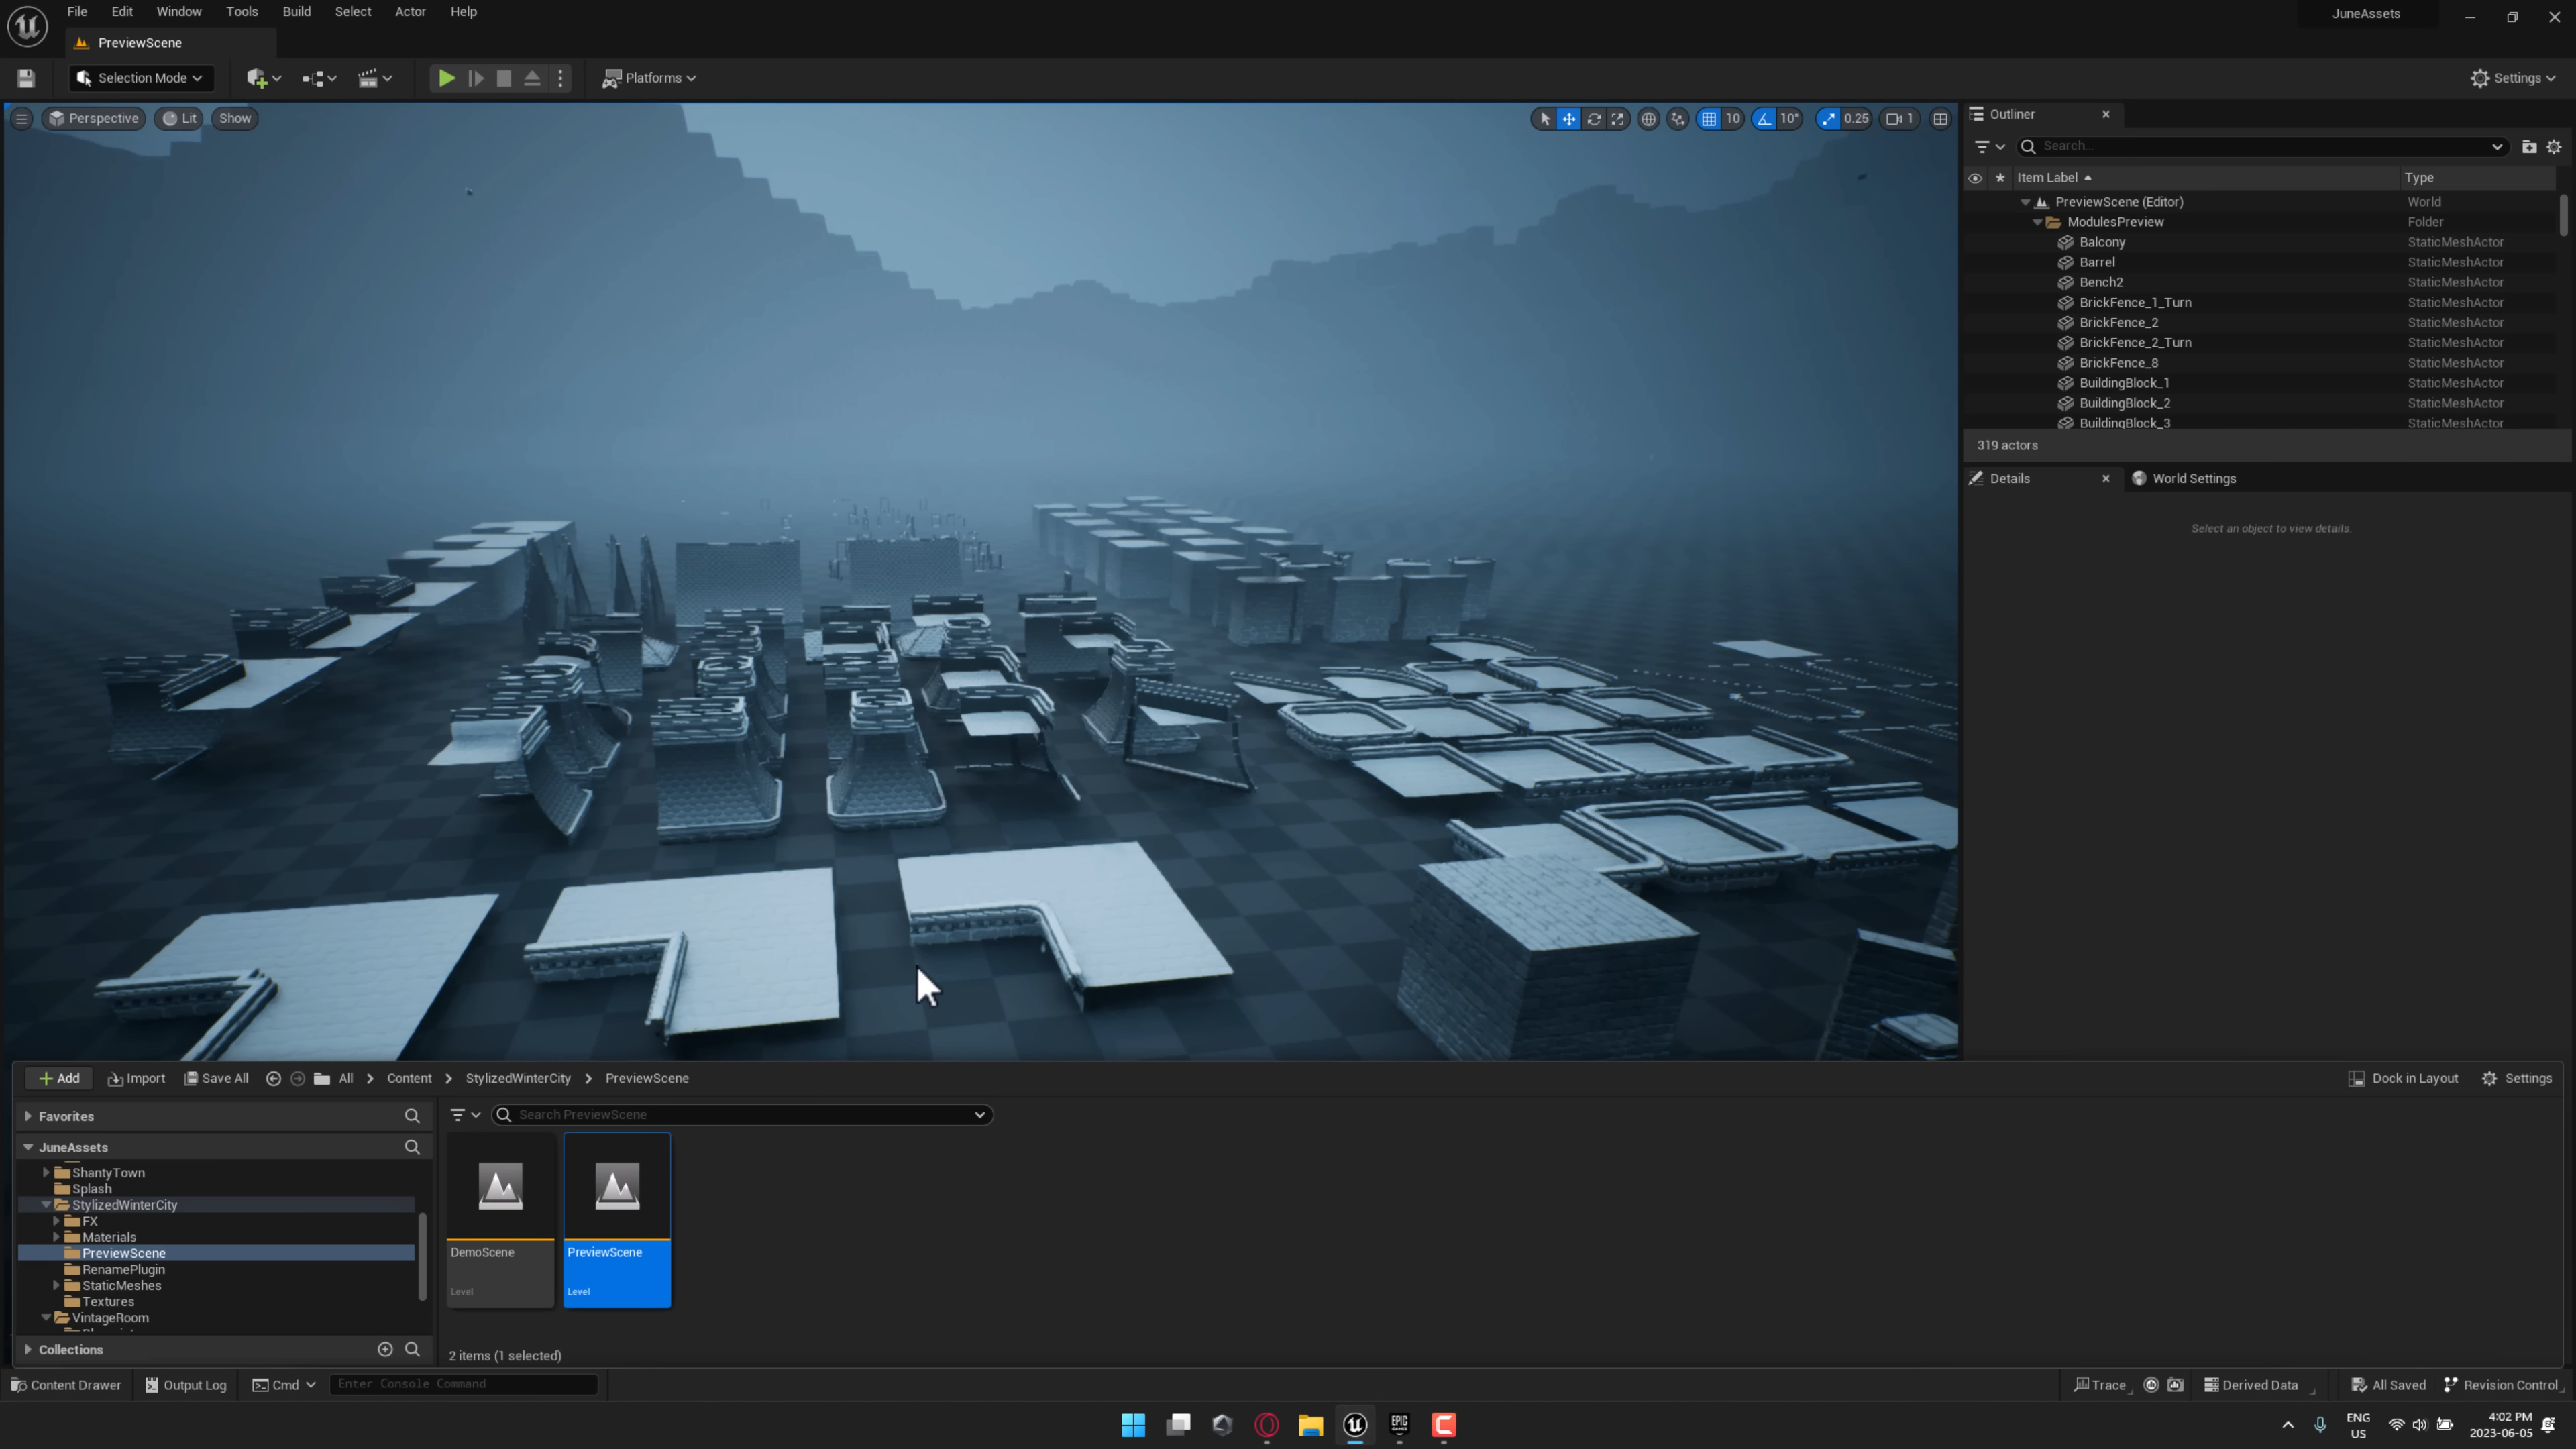 File Edit Window Tools Build Select Actor Help
JuneAssets
PreviewScene
Selection Mode
Platforms
Settings
Perspective Lit Show
10 10° 0.25 1
Outliner
Search...
Item Label Type
PreviewScene (Editor) World
ModulesPreview Folder
Balcony StaticMeshActor
Barrel StaticMeshActor
Bench2 StaticMeshActor
BrickFence_1_Turn StaticMeshActor
BrickFence_2 StaticMeshActor
BrickFence_2_Turn StaticMeshActor
BrickFence_8 StaticMeshActor
BuildingBlock_1 StaticMeshActor
BuildingBlock_2 StaticMeshActor
BuildingBlock_3 StaticMeshActor
319 actors
Details World Settings
Select an object to view details.
Add Import Save All All Content StylizedWinterCity PreviewScene Dock in Layout Settings
Favorites
Search PreviewScene
JuneAssets
ShantyTown
Splash
StylizedWinterCity
FX
Materials
PreviewScene
RenamePlugin
StaticMeshes
Textures
VintageRoom
DemoScene
Level
PreviewScene
Level
Collections
2 items (1 selected)
Content Drawer Output Log Cmd Enter Console Command Trace Derived Data All Saved Revision Control
EPIC GAMES
ENG
US
4:02 PM
2023-06-05